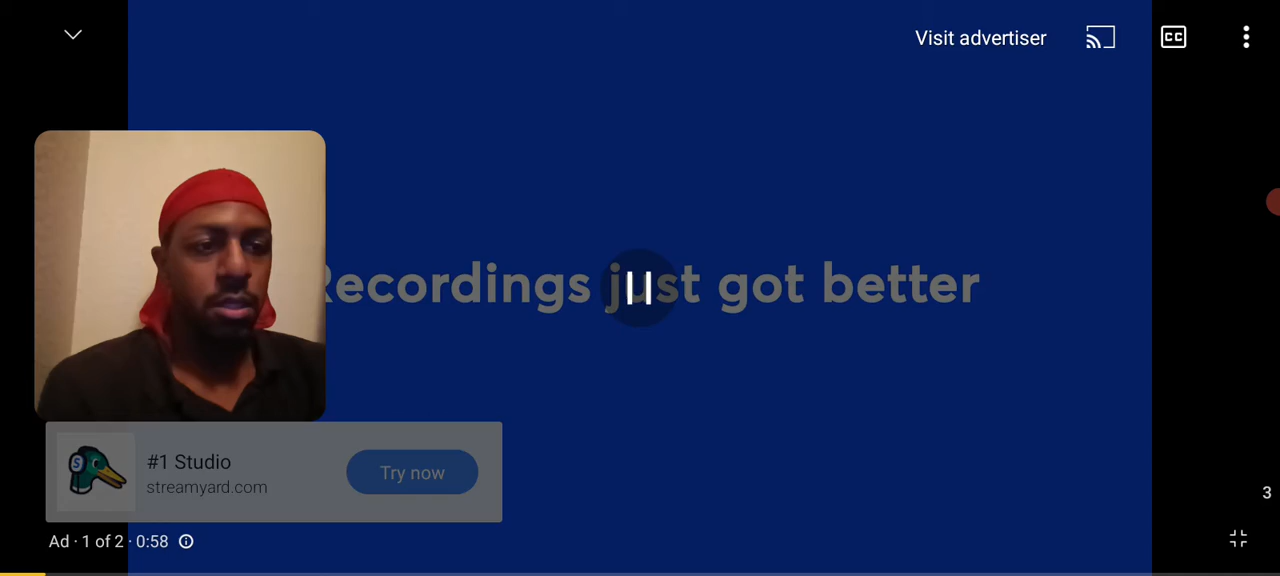 Visit advertiser
CC
Recordings just got better
#1 Studio
streamyard.com
Try now
3
Ad · 1 of 2 · 0:58